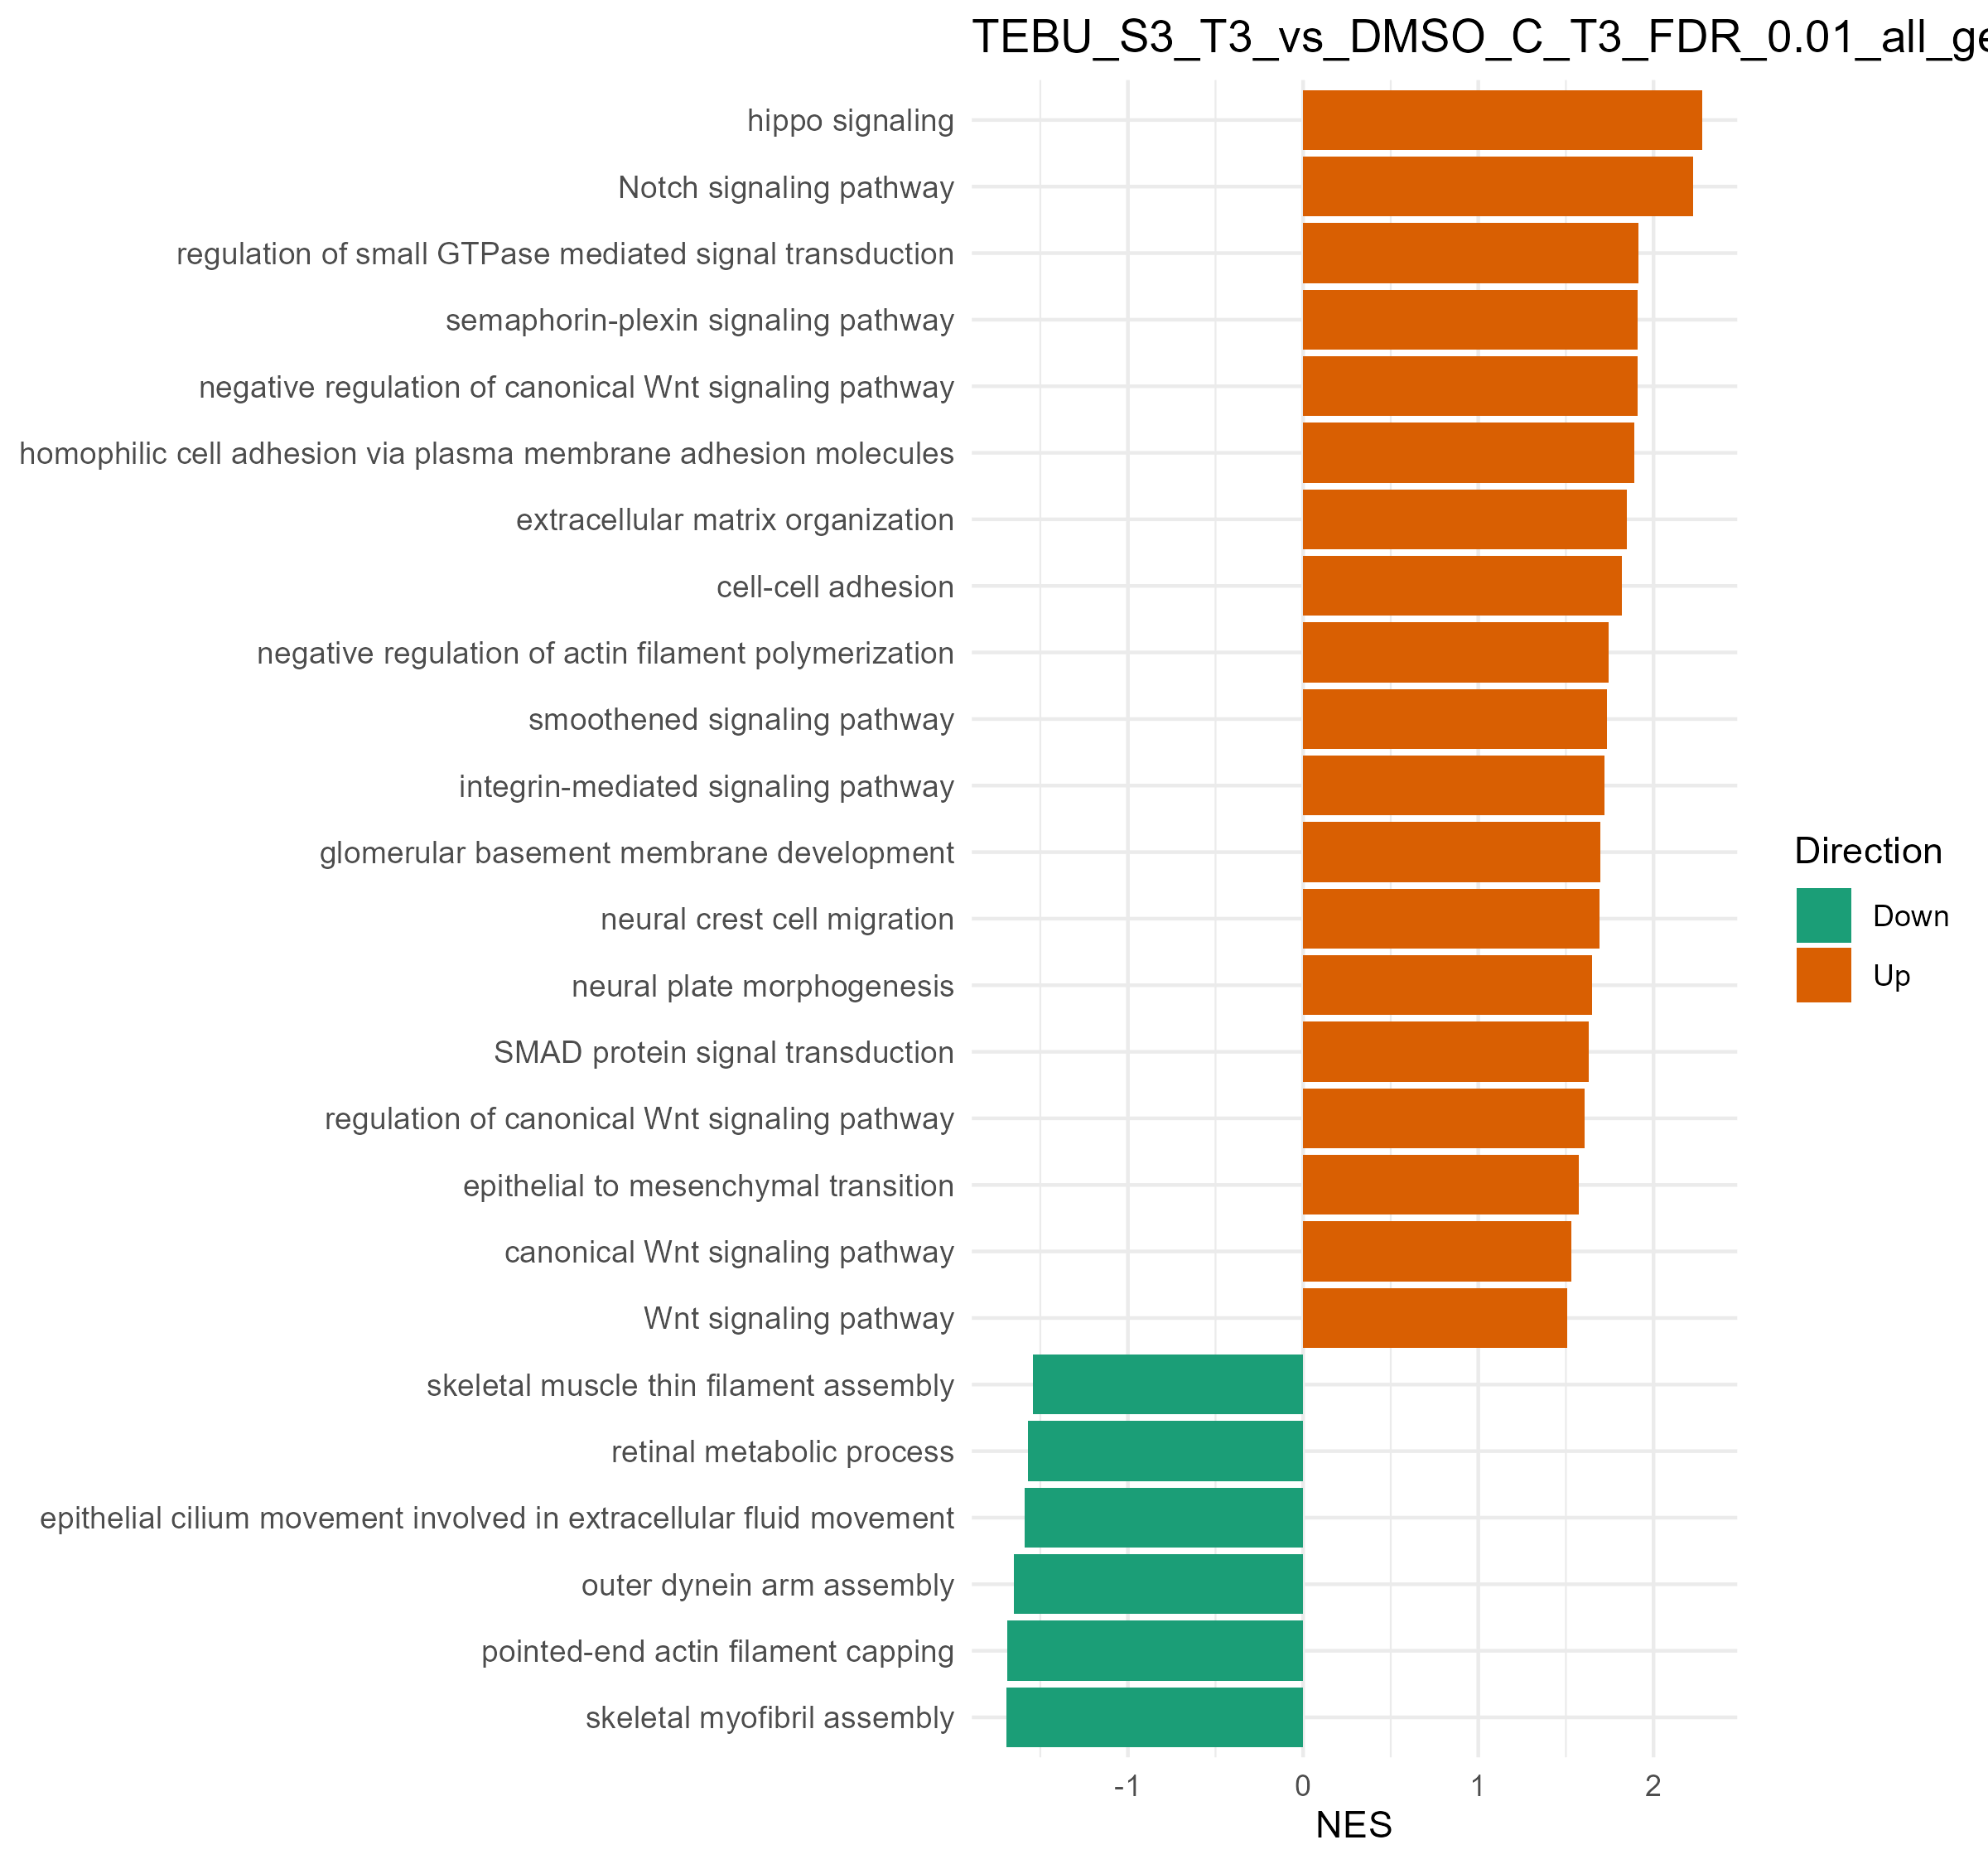 TEBU_S3_T3_vs_DMSO_C_T3_FDR_0.01_all_ge
hippo signaling
Notch signaling pathway
regulation of small GTPase mediated signal transduction
semaphorin-plexin signaling pathway
negative regulation of canonical Wnt signaling pathway
homophilic cell adhesion via plasma membrane adhesion molecules
extracellular matrix organization
cell-cell adhesion
negative regulation of actin filament polymerization
smoothened signaling pathway
integrin-mediated signaling pathway
glomerular basement membrane development
neural crest cell migration
neural plate morphogenesis
SMAD protein signal transduction
regulation of canonical Wnt signaling pathway
epithelial to mesenchymal transition
canonical Wnt signaling pathway
Wnt signaling pathway
skeletal muscle thin filament assembly
retinal metabolic process
epithelial cilium movement involved in extracellular fluid movement
outer dynein arm assembly
pointed-end actin filament capping
skeletal myofibril assembly
-1 0 1 2
NES
Direction
Down
Up